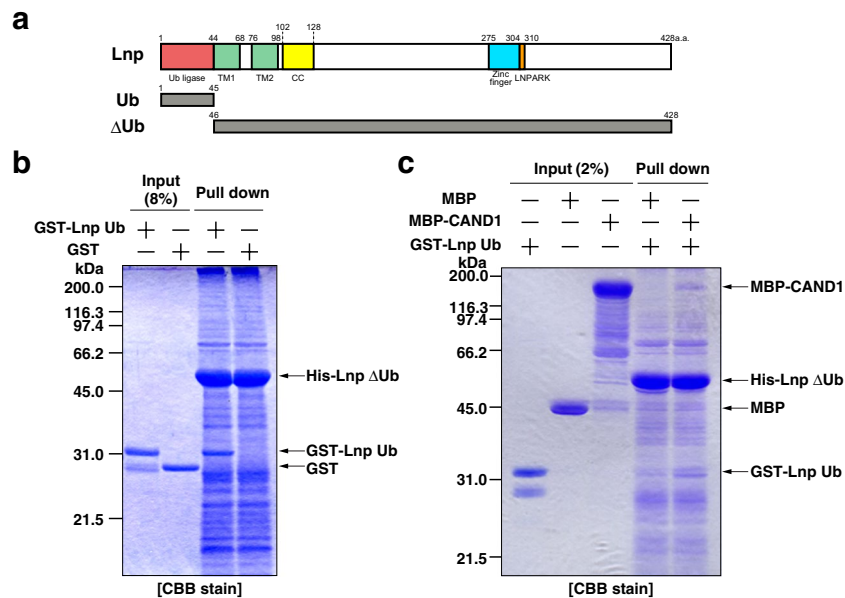 a
102 128
1 44 68 76 98 275 304 310 428a.a.
Lnp
Ub ligase TM1 TM2 CC Zinc finger LNPARK
1 45
Ub
46 428
ΔUb
b
Input (8%) Pull down
GST-Lnp Ub + − + −
GST − + − +
kDa
200.0
116.3
97.4
66.2
45.0
31.0
21.5
His-Lnp ΔUb
GST-Lnp Ub
GST
[CBB stain]
c
Input (2%) Pull down
MBP − + − + −
MBP-CAND1 − − + − +
GST-Lnp Ub + − − + +
kDa
200.0
116.3
97.4
66.2
45.0
31.0
21.5
MBP-CAND1
His-Lnp ΔUb
MBP
GST-Lnp Ub
[CBB stain]